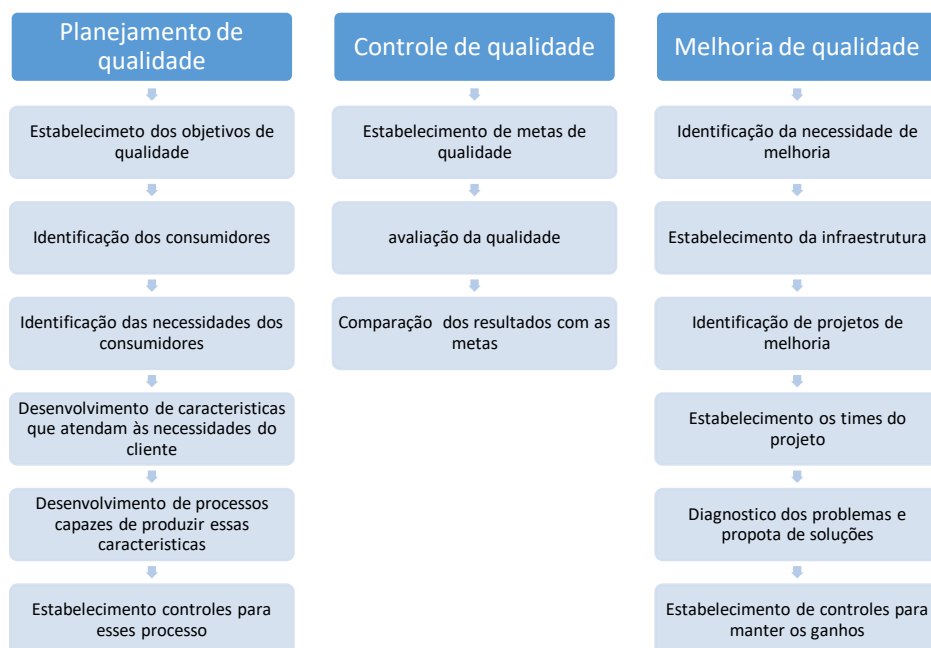 Planejamento de
qualidade
Estabelecimeto dos objetivos de
qualidade
Identificação dos consumidores
Identificação das necessidades dos
consumidores
Desenvolvimento de caracteristicas
que atendam às necessidades do
cliente
Desenvolvimento de processos
capazes de produzir essas
caracteristicas
Estabelecimento controles para
esses processo
Controle de qualidade
Estabelecimento de metas de
qualidade
avaliação da qualidade
Comparação dos resultados com as
metas
Melhoria de qualidade
Identificação da necessidade de
melhoria
Estabelecimento da infraestrutura
Identificação de projetos de
melhoria
Estabelecimento os times do
projeto
Diagnostico dos problemas e
propota de soluções
Estabelecimento de controles para
manter os ganhos